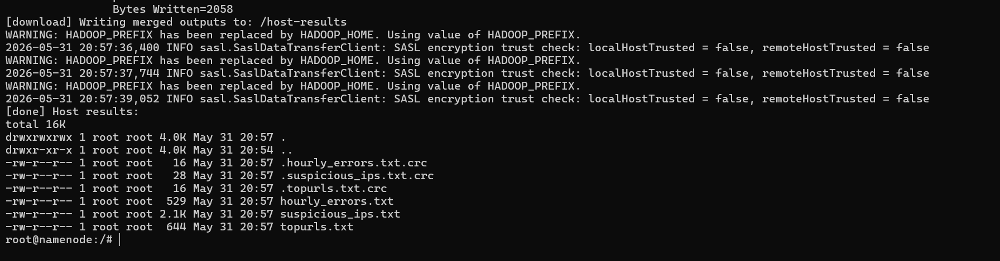 Bytes Written=2058
[download] Writing merged outputs to: /host-results
WARNING: HADOOP_PREFIX has been replaced by HADOOP_HOME. Using value of HADOOP_PREFIX.
2026-05-31 20:57:36,400 INFO sasl.SaslDataTransferClient: SASL encryption trust check: localHostTrusted = false, remoteHostTrusted = false
WARNING: HADOOP_PREFIX has been replaced by HADOOP_HOME. Using value of HADOOP_PREFIX.
2026-05-31 20:57:37,744 INFO sasl.SaslDataTransferClient: SASL encryption trust check: localHostTrusted = false, remoteHostTrusted = false
WARNING: HADOOP_PREFIX has been replaced by HADOOP_HOME. Using value of HADOOP_PREFIX.
2026-05-31 20:57:39,052 INFO sasl.SaslDataTransferClient: SASL encryption trust check: localHostTrusted = false, remoteHostTrusted = false
[done] Host results:
total 16K
drwxrwxrwx 1 root root 4.0K May 31 20:57 .
drwxr-xr-x 1 root root 4.0K May 31 20:54 ..
-rw-r--r-- 1 root root   16 May 31 20:57 .hourly_errors.txt.crc
-rw-r--r-- 1 root root   28 May 31 20:57 .suspicious_ips.txt.crc
-rw-r--r-- 1 root root   16 May 31 20:57 .topurls.txt.crc
-rw-r--r-- 1 root root  529 May 31 20:57 hourly_errors.txt
-rw-r--r-- 1 root root 2.1K May 31 20:57 suspicious_ips.txt
-rw-r--r-- 1 root root  644 May 31 20:57 topurls.txt
root@namenode:/#